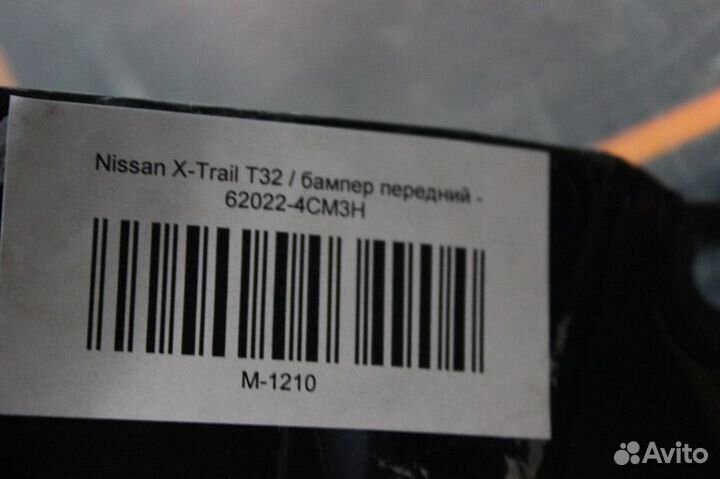 Nissan X-Trail T32 / бампер передний -
62022-4CM3H
M-1210
Avito